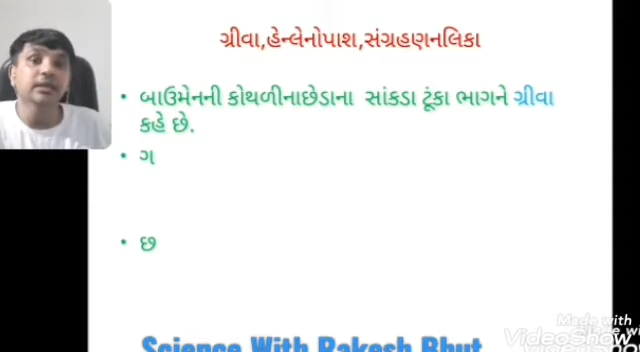 ગ્રીવા,હેન્લેનોપાશ,સંગ્રહણનલિકા
• બાઉમેનની કોથળીનાછેડાના સાંકડા ટૂંકા ભાગને ગ્રીવા
કહે છે.
• ગ
• છ
Made with
VideoShow
Science With Rakesh Bhut